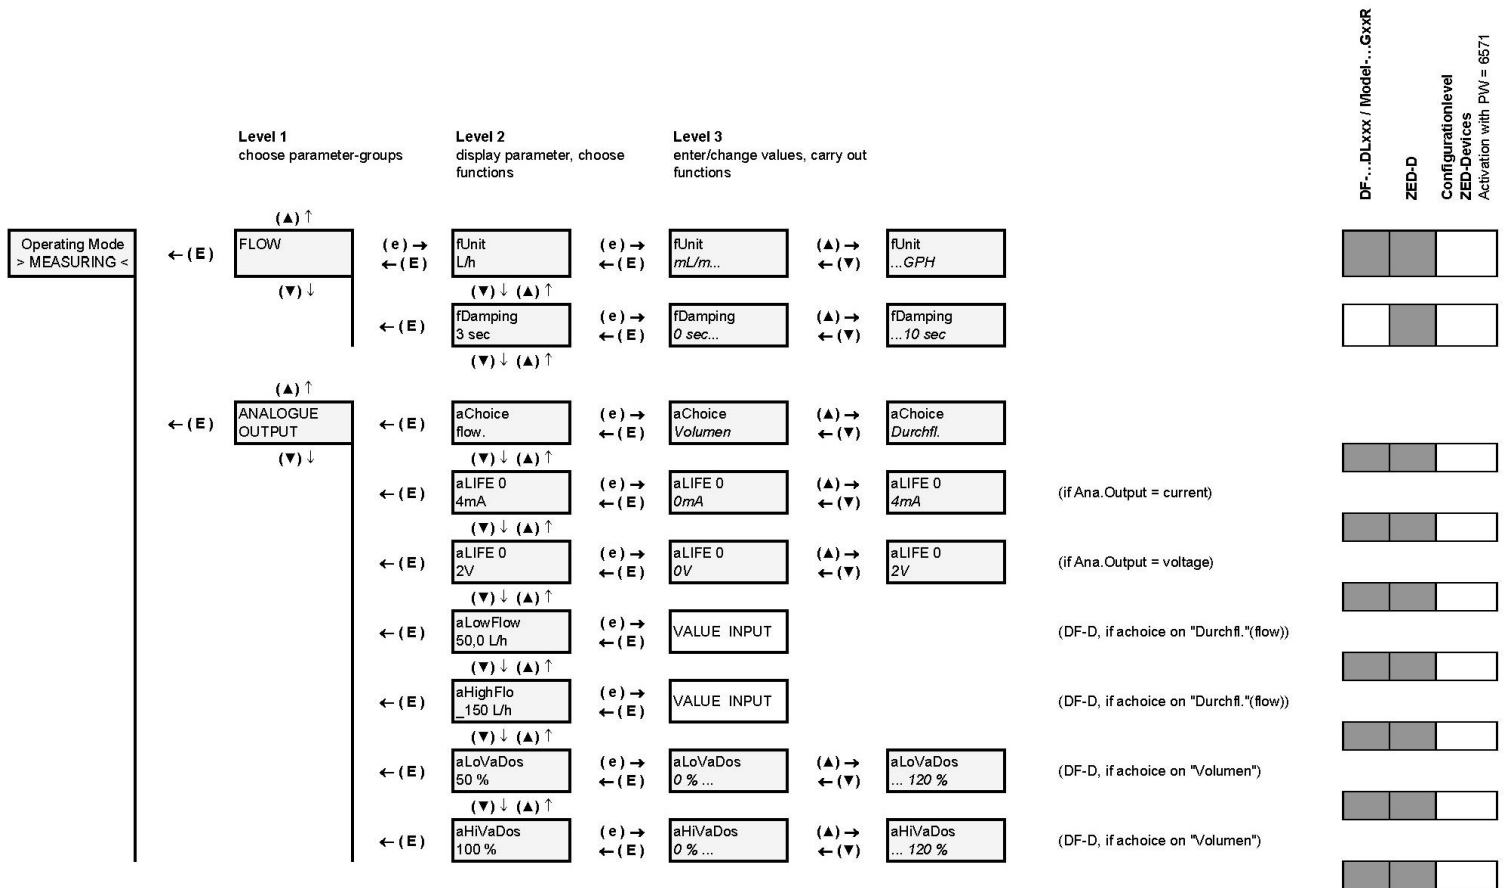 DF-...DLxxx / Model-...GxxR
ZED-D
Configurationlevel
ZED-Devices
Activation with PW = 6571
Level 1
choose parameter-groups
Level 2
display parameter, choose
functions
Level 3
enter/change values, carry out
functions
(▲) ↑
Operating Mode
> MEASURING <
← ( E )
FLOW
( e ) →
← ( E )
fUnit
L/h
( e ) →
← ( E )
fUnit
mL/m...
(▲) →
← (▼)
fUnit
...GPH
(▼) ↓
(▼) ↓ (▲) ↑
← ( E )
fDamping
3 sec
( e ) →
← ( E )
fDamping
0 sec...
(▲) →
← (▼)
fDamping
...10 sec
(▼) ↓ (▲) ↑
(▲) ↑
← ( E )
ANALOGUE
OUTPUT
← ( E )
aChoice
flow.
( e ) →
← ( E )
aChoice
Volumen
(▲) →
← (▼)
aChoice
Durchfl.
(▼) ↓
(▼) ↓ (▲) ↑
← ( E )
aLIFE 0
4mA
( e ) →
← ( E )
aLIFE 0
0mA
(▲) →
← (▼)
aLIFE 0
4mA
(if Ana.Output = current)
(▼) ↓ (▲) ↑
← ( E )
aLIFE 0
2V
( e ) →
← ( E )
aLIFE 0
0V
(▲) →
← (▼)
aLIFE 0
2V
(if Ana.Output = voltage)
(▼) ↓ (▲) ↑
← ( E )
aLowFlow
50,0 L/h
( e ) →
← ( E )
VALUE INPUT
(DF-D, if achoice on "Durchfl."(flow))
(▼) ↓ (▲) ↑
← ( E )
aHighFlo
_150 L/h
( e ) →
← ( E )
VALUE INPUT
(DF-D, if achoice on "Durchfl."(flow))
(▼) ↓ (▲) ↑
← ( E )
aLoVaDos
50 %
( e ) →
← ( E )
aLoVaDos
0 % ...
(▲) →
← (▼)
aLoVaDos
... 120 %
(DF-D, if achoice on "Volumen")
(▼) ↓ (▲) ↑
← ( E )
aHiVaDos
100 %
( e ) →
← ( E )
aHiVaDos
0 % ...
(▲) →
← (▼)
aHiVaDos
... 120 %
(DF-D, if achoice on "Volumen")